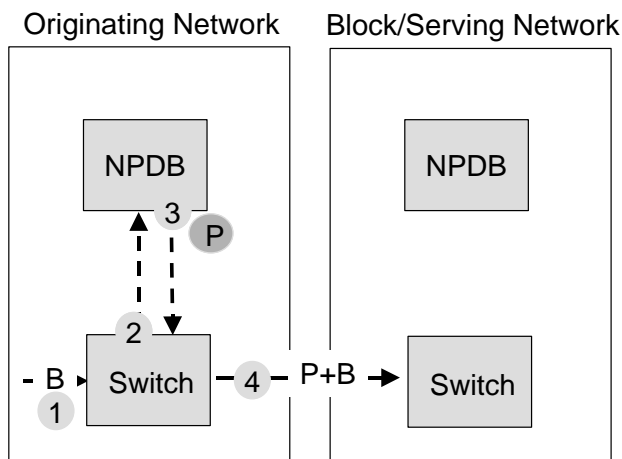 Originating Network
Block/Serving Network
NPDB
NPDB
3
P
2
B
Switch
4
P+B
Switch
1